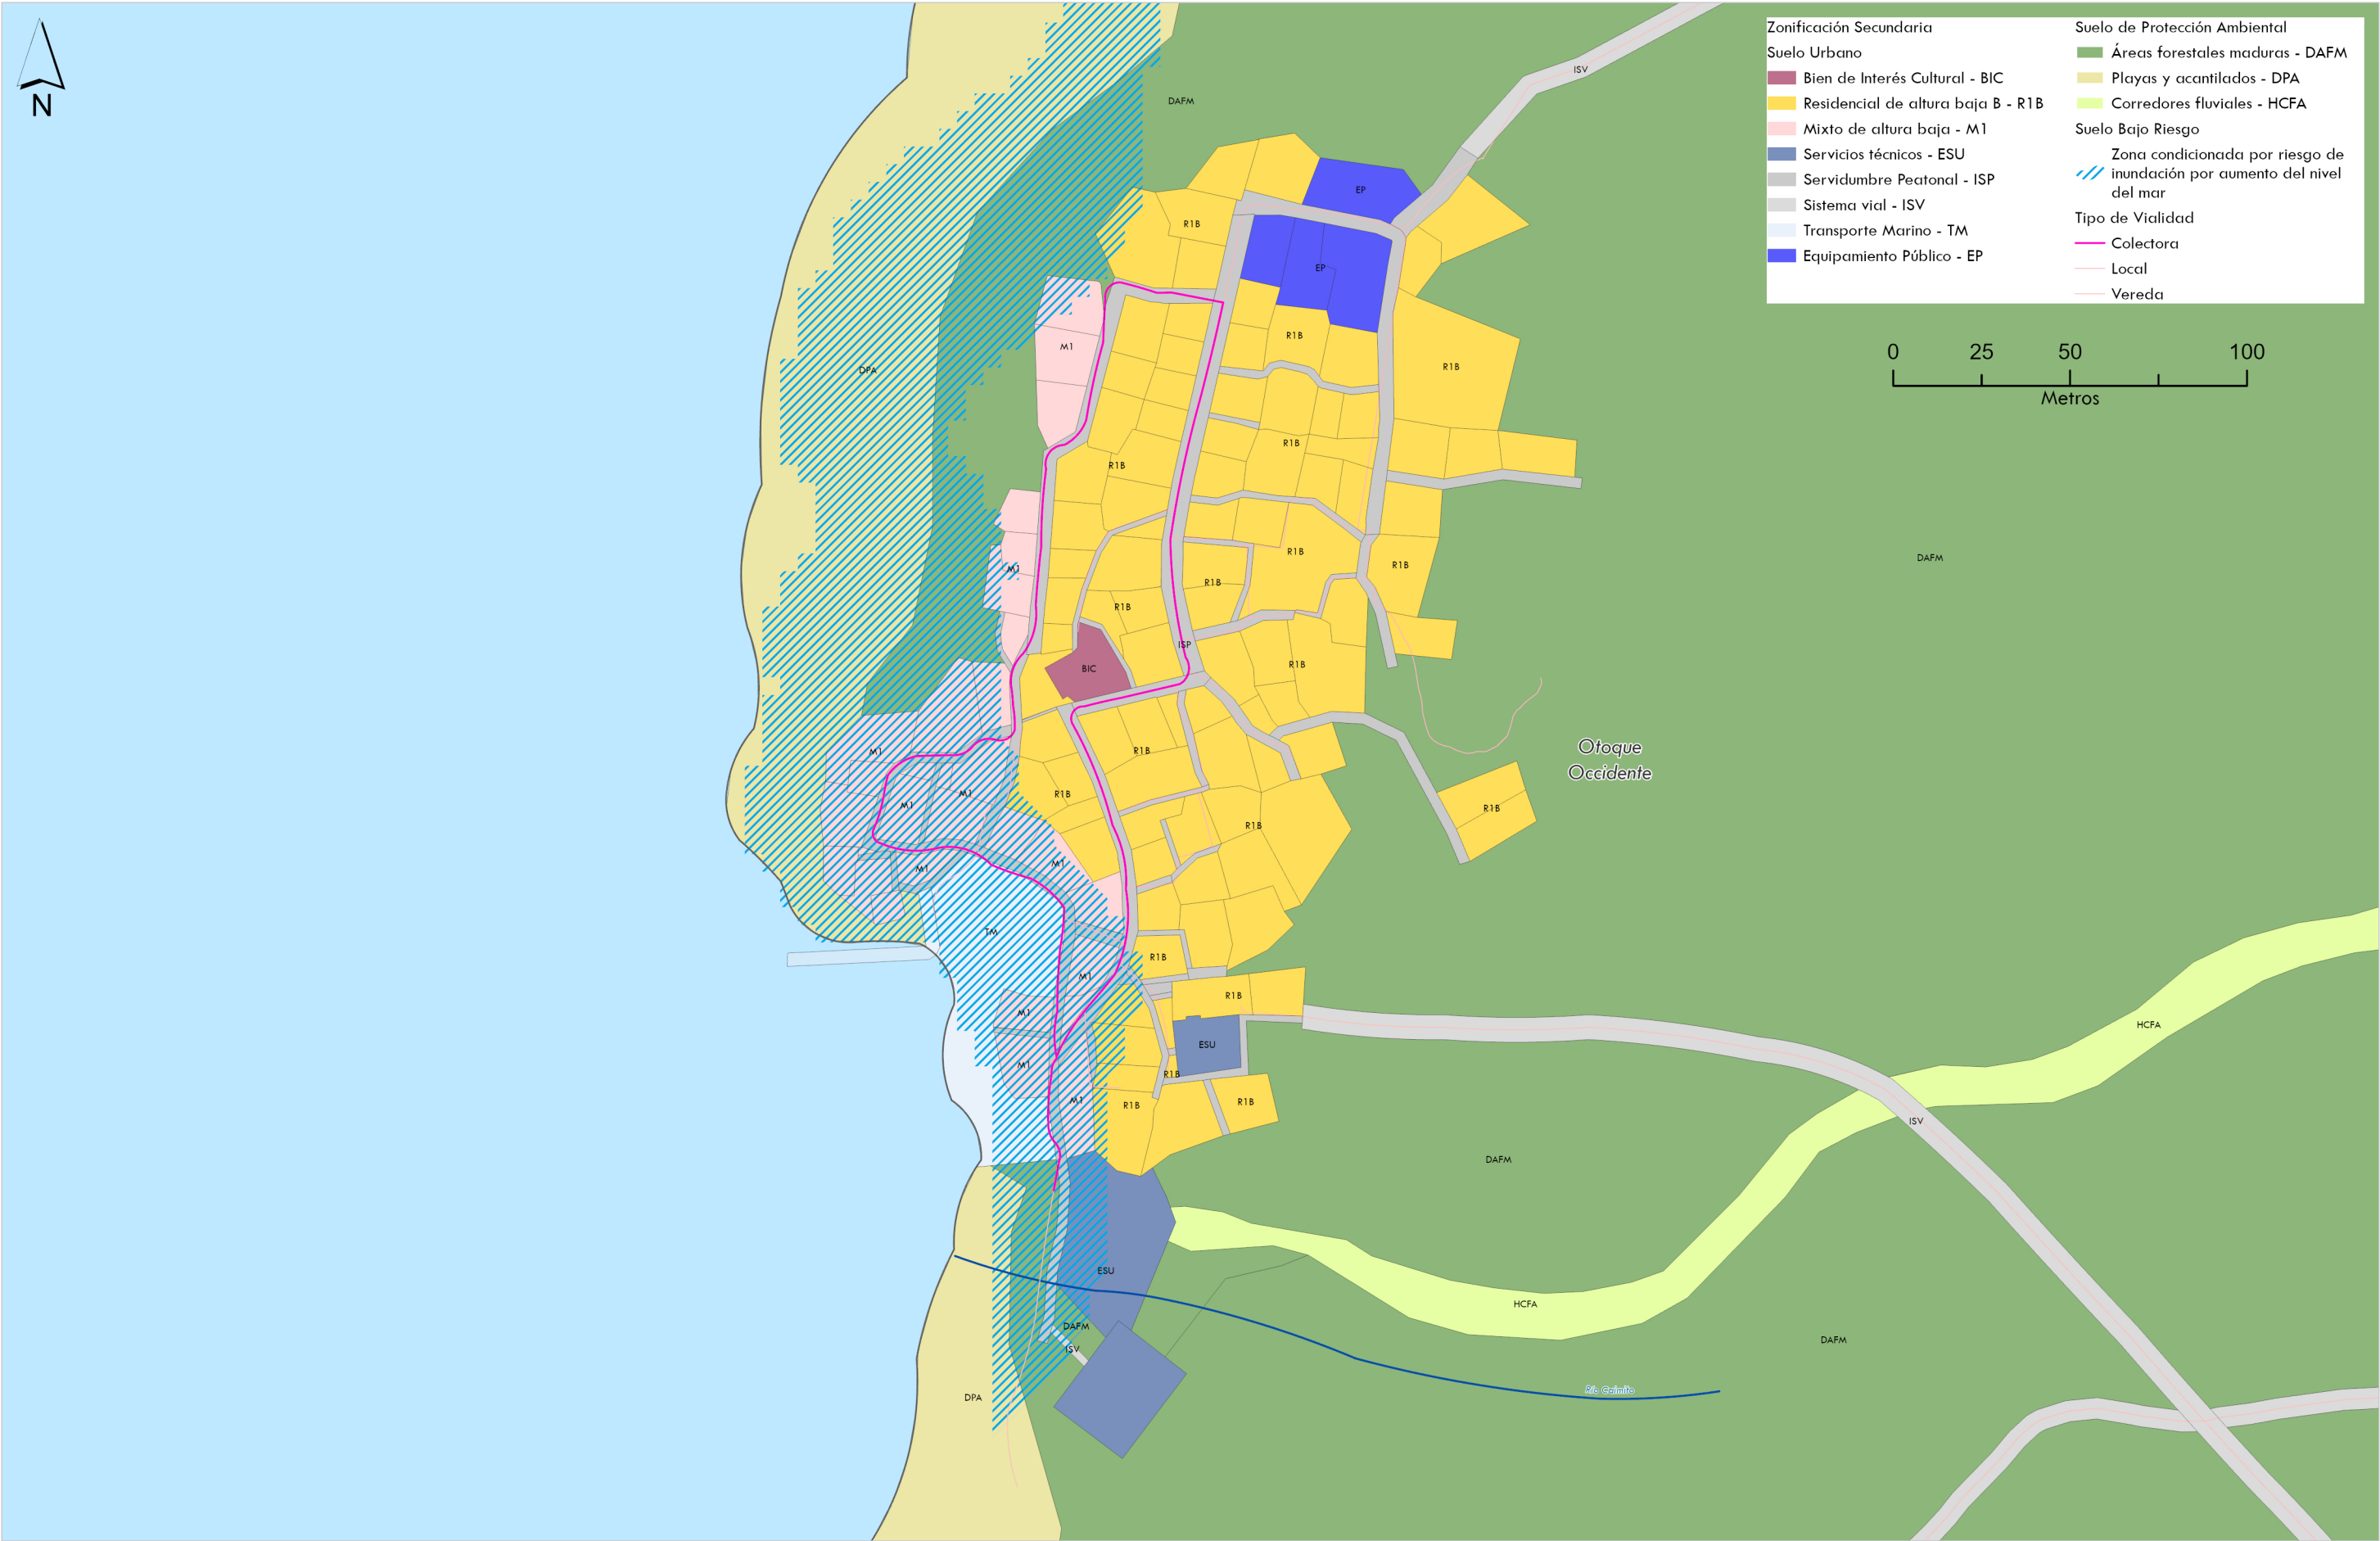 N
Zonificación Secundaria
Suelo Urbano
Bien de Interés Cultural - BIC
Residencial de altura baja B - R1B
Mixto de altura baja - M1
Servicios técnicos - ESU
Servidumbre Peatonal - ISP
Sistema vial - ISV
Transporte Marino - TM
Equipamiento Público - EP
Suelo de Protección Ambiental
Áreas forestales maduras - DAFM
Playas y acantilados - DPA
Corredores fluviales - HCFA
Suelo Bajo Riesgo
Zona condicionada por riesgo de
inundación por aumento del nivel
del mar
Tipo de Vialidad
Colectora
Local
Vereda
0 25 50 100
Metros
ISV
DAFM
EP
R1B
EP
R1B
M1
R1B
DPA
R1B
R1B
DAFM
R1B
R1B
M1
R1B
R1B
ISP
R1B
BIC
Otoque
Occidente
M1
R1B
M1
R1B
M1
R1B
R1B
M1
M1
TM
R1B
M1
R1B
M1
HCFA
ESU
M1
R1B
M1
R1B
R1B
ISV
DAFM
ESU
HCFA
DAFM
DAFM
ISV
Río Caimito
DPA